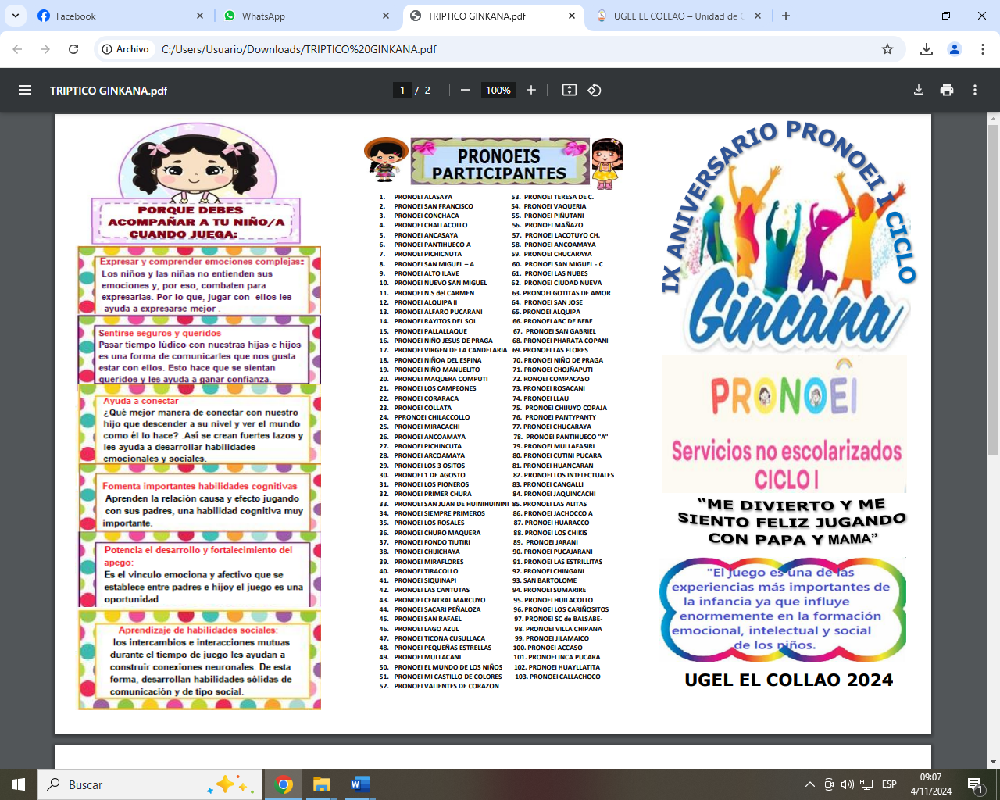 Facebook
WhatsApp
TRIPTICO GINKANA.pdf
UGEL EL COLLAO – Unidad de G
Archivo
C:/Users/Usuario/Downloads/TRIPTICO%20GINKANA.pdf
TRIPTICO GINKANA.pdf
1 / 2
100%
PORQUE DEBES
ACOMPAÑAR A TU NIÑO/A
CUANDO JUEGA:
Expresar y comprender emociones complejas:
Los niños y las niñas no entienden sus
emociones y, por eso, combaten para
expresarlas. Por lo que, jugar con ellos les
ayuda a expresarse mejor .
Sentirse seguros y queridos
Pasar tiempo lúdico con nuestras hijas e hijos
es una forma de comunicarles que nos gusta
estar con ellos. Esto hace que se sientan
queridos y les ayuda a ganar confianza.
Ayuda a conectar
¿Qué mejor manera de conectar con nuestro
hijo que descender a su nivel y ver el mundo
como él lo hace? .Así se crean fuertes lazos y
les ayuda a desarrollar habilidades
emocionales y sociales.
Fomenta importantes habilidades cognitivas
Aprenden la relación causa y efecto jugando
con sus padres, una habilidad cognitiva muy
importante.
Potencia el desarrollo y fortalecimiento del
apego:
Es el vinculo emociona y afectivo que se
establece entre padres e hijoy el juego es una
oportunidad
Aprendizaje de habilidades sociales:
los intercambios e interacciones mutuas
durante el tiempo de juego les ayudan a
construir conexiones neuronales. De esta
forma, desarrollan habilidades sólidas de
comunicación y de tipo social.
PRONOEIS
PARTICIPANTES
1. PRONOEI ALASAYA
2. PRONOEI SAN FRANCISCO
3. PRONOEI CONCHACA
4. PRONOEI CHALLACOLLO
5. PRONOEI ANCASAYA
6. PRONOEI PANTIHUECO A
7. PRONOEI PICHICNUTA
8. PRONOEI SAN MIGUEL – A
9. PRONOEI ALTO ILAVE
10. PRONOEI NUEVO SAN MIGUEL
11. PRONOEI N.S del CARMEN
12. PRONOEI ALQUIPA II
13. PRONOEI ALFARO PUCARANI
14. PRONOEI RAYITOS DEL SOL
15. PRONOEI PALLALLAQUE
16. PRONOEI NIÑO JESUS DE PRAGA
17. PRONOEI VIRGEN DE LA CANDELARIA
18. PRONOEI NIÑOA DEL ESPINA
19. PRONOEI NIÑO MANUELITO
20. PRONOEI MAQUERA COMPUTI
21. PRONOEI LOS CAMPEONES
22. PRONOEI CORARACA
23. PRONOEI COLLATA
24. PPRONOEI CHILACCOLLO
25. PRONOEI MIRACACHI
26. PRONOEI ANCOAMAYA
27. PRONOEI PICHINCUTA
28. PRONOEI ARCOAMAYA
29. PRONOEI LOS 3 OSITOS
30. PRONOEI 1 DE AGOSTO
31. PRONOEI LOS PIONEROS
32. PRONOEI PRIMER CHURA
33. PRONOEI SAN JUAN DE HUINIHUININI
34. PRONOEI SIEMPRE PRIMEROS
35. PRONOEI LOS ROSALES
36. PRONOEI CHURO MAQUERA
37. PRONOEI FONDO TIUTIRI
38. PRONOEI CHIJICHAYA
39. PRONOEI MIRAFLORES
40. PRONOEI TIRACOLLO
41. PRONOEI SIQUINAPI
42. PRONOEI LAS CANTUTAS
43. PRONOEI CENTRAL MARCUYO
44. PRONOEI SACARI PEÑALOZA
45. PRONOEI SAN RAFAEL
46. PRONOEI LAGO AZUL
47. PRONOEI TICONA CUSULLACA
48. PRONOEI PEQUEÑAS ESTRELLAS
49. PRONOEI MULLACANI
50. PRONOEI EL MUNDO DE LOS NIÑOS
51. PRONOEI MI CASTILLO DE COLORES
52. PRONOEI VALIENTES DE CORAZON
53. PRONOEI TERESA DE C.
54. PRONOEI VAQUERIA
55. PRONOEI PIÑUTANI
56. PRONOEI MAÑAZO
57. PRONOEI LACOTUYO CH.
58. PRONOEI ANCOAMAYA
59. PRONOEI CHUCARAYA
60. PRONOEI SAN MIGUEL - C
61. PRONOEI LAS NUBES
62. PRONOEI CIUDAD NUEVA
63. PRONOEI GOTITAS DE AMOR
64. PRONOEI SAN JOSE
65. PRONOEI ALQUIPA
66. PRONOEI ABC DE BEBE
67. PRONOEI SAN GABRIEL
68. PRONOEI PHARATA COPANI
69. PRONOEI LAS FLORES
70. PRONOEI NIÑO DE PRAGA
71. PRONOEI CHOJÑAPUTI
72. RONOEI COMPACASO
73. PRONOEI ROSACANI
74. PRONOEI LLAU
75. PRONOEI CHIJUYO COPAJA
76. PRONOEI PANTYPANTY
77. PRONOEI CHUCARAYA
78. PRONOEI PANTIHUECO "A"
79. PRONOEI MULLAFASIRI
80. PRONOEI CUTINI PUCARA
81. PRONOEI HUANCARAN
82. PRONOEI LOS INTELECTUALES
83. PRONOEI CANGALLI
84. PRONOEI JAQUINCACHI
85. PRONOEI LAS ALITAS
86. PRONOEI JACHOCCO A
87. PRONOEI HUARACCO
88. PRONOEI LOS CHIKIS
89. PRONOEI JARANI
90. PRONOEI PUCAJARANI
91. PRONOEI LAS ESTRILLITAS
92. PRONOEI CHINGANI
93. SAN BARTOLOME
94. PRONOEI SUMARIRE
95. PRONOEI HUILACOLLO
96. PRONOEI LOS CARIÑOSITOS
97. PRONOEI SC de BALSABE-
98. PRONOEI VILLA CHIPANA
99. PRONOEI JILAMAICO
100. PRONOEI ACCASO
101. PRONOEI INCA PUCARA
102. PRONOEI HUAYLLATITA
103. PRONOEI CALLACHOCO
IX ANIVERSARIO PRONOEI I CICLO
Gincana
PRONOEI
Servicios no escolarizados
CICLO I
"ME DIVIERTO Y ME
SIENTO FELIZ JUGANDO
CON PAPA Y MAMA"
"El juego es una de las
experiencias más importantes de
la infancia ya que influye
enormemente en la formación
emocional, intelectual y social
de los niños.
UGEL EL COLLAO 2024
Buscar
ESP
09:07
4/11/2024
1